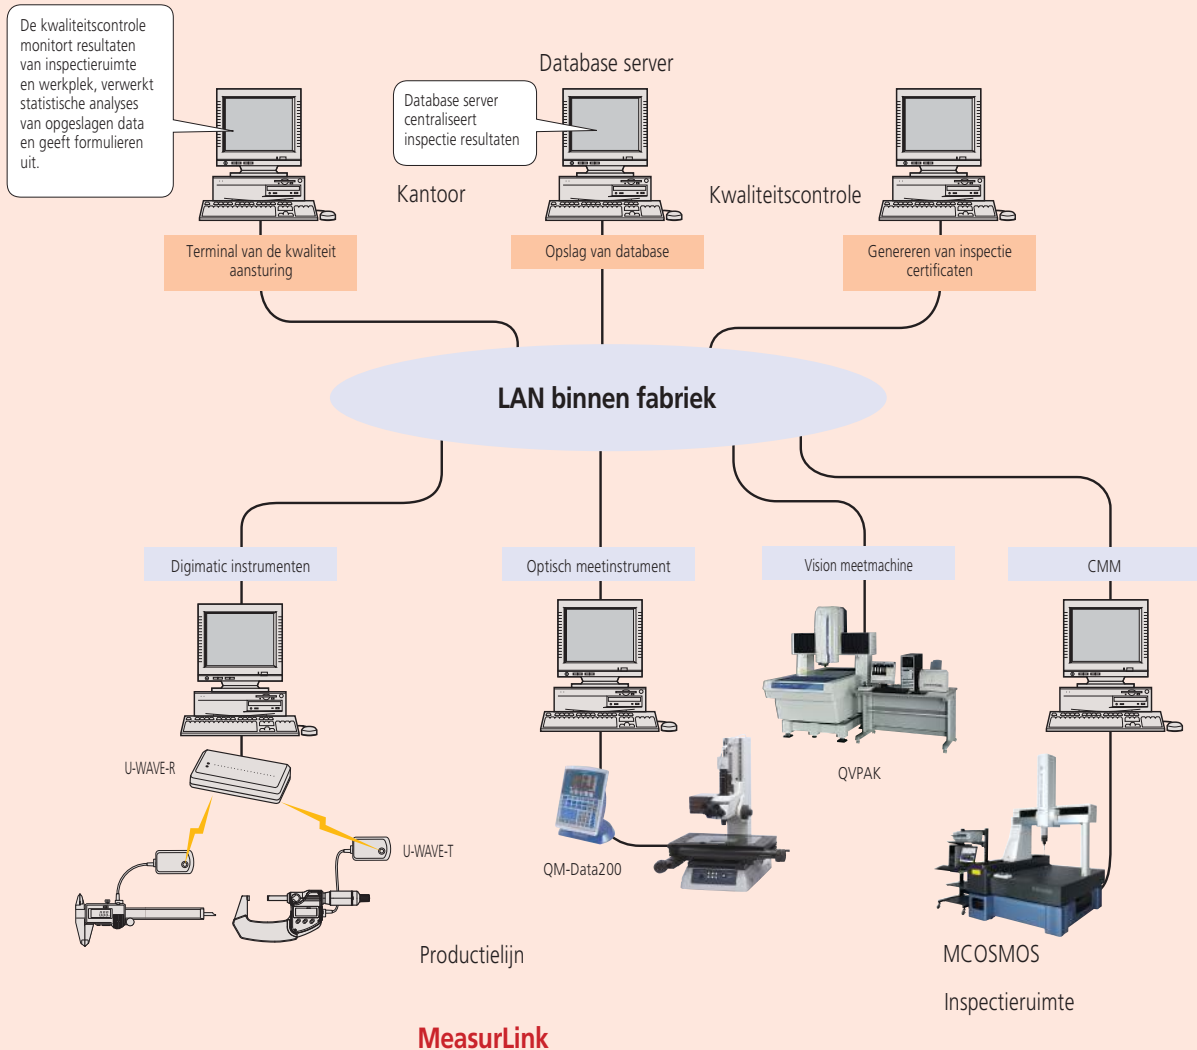 De kwaliteitscontrole
monitort resultaten
van inspectieruimte
en werkplek, verwerkt
statistische analyses
van opgeslagen data
en geeft formulieren
uit.
Database server
Database server
centraliseert
inspectie resultaten
Kantoor
Kwaliteitscontrole
Terminal van de kwaliteit
aansturing
Opslag van database
Genereren van inspectie
certificaten
LAN binnen fabriek
Digimatic instrumenten
Optisch meetinstrument
Vision meetmachine
CMM
U-WAVE-R
U-WAVE-T
QM-Data200
QVPAK
Productielijn
MCOSMOS
Inspectieruimte
MeasurLink